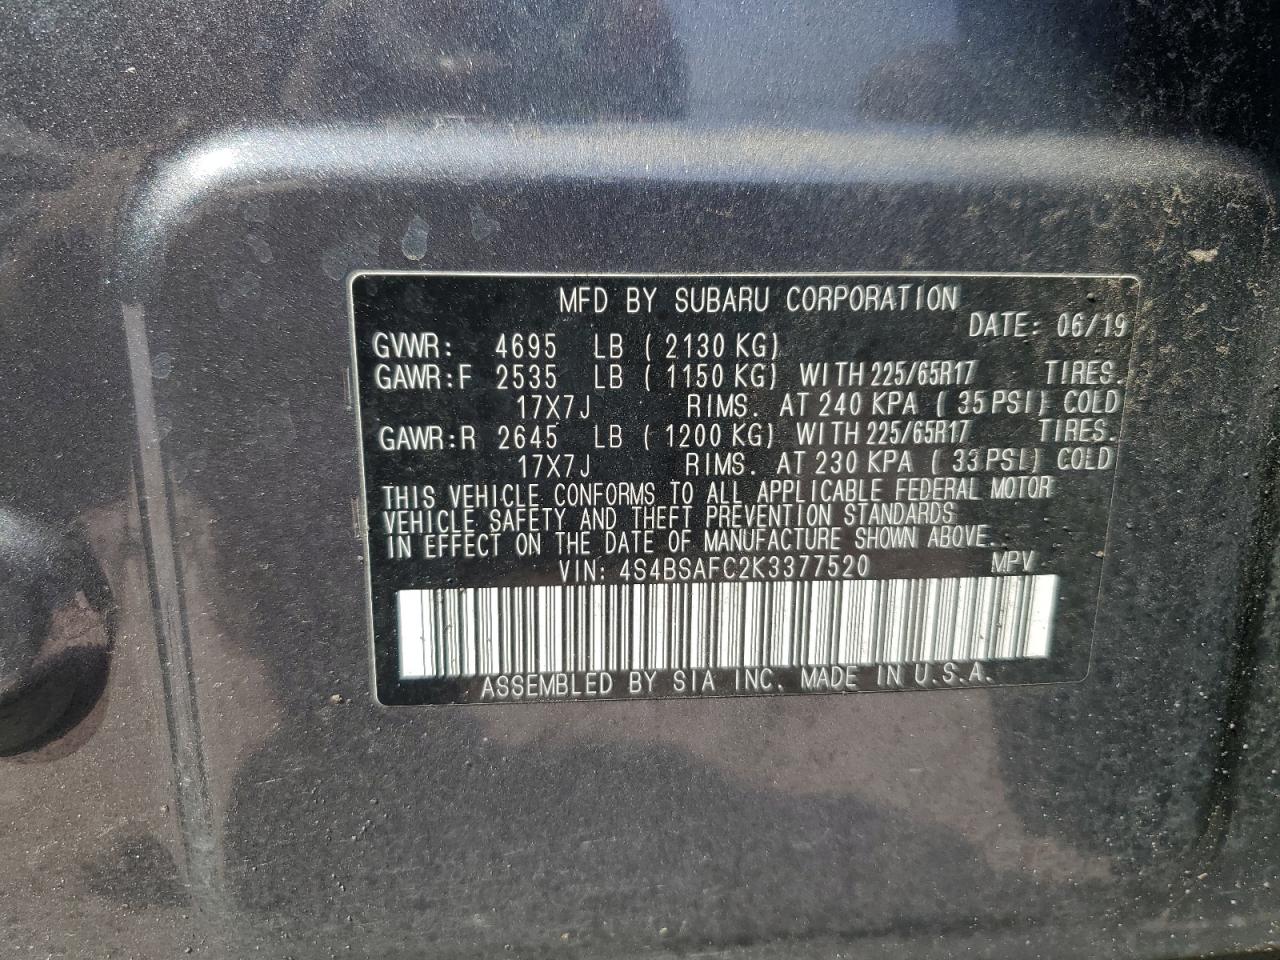 MFD BY SUBARU CORPORATION
DATE: 06/19
GVWR: 4695 LB ( 2130 KG)
GAWR:F 2535 LB ( 1150 KG) WITH 225/65R17 TIRES.
17X7J RIMS. AT 240 KPA ( 35 PSI) COLD
GAWR:R 2645 LB ( 1200 KG) WITH 225/65R17 TIRES.
17X7J RIMS. AT 230 KPA ( 33 PSI) COLD
THIS VEHICLE CONFORMS TO ALL APPLICABLE FEDERAL MOTOR
VEHICLE SAFETY AND THEFT PREVENTION STANDARDS
IN EFFECT ON THE DATE OF MANUFACTURE SHOWN ABOVE.
VIN: 4S4BSAFC2K3377520 MPV
ASSEMBLED BY SIA INC. MADE IN U.S.A.